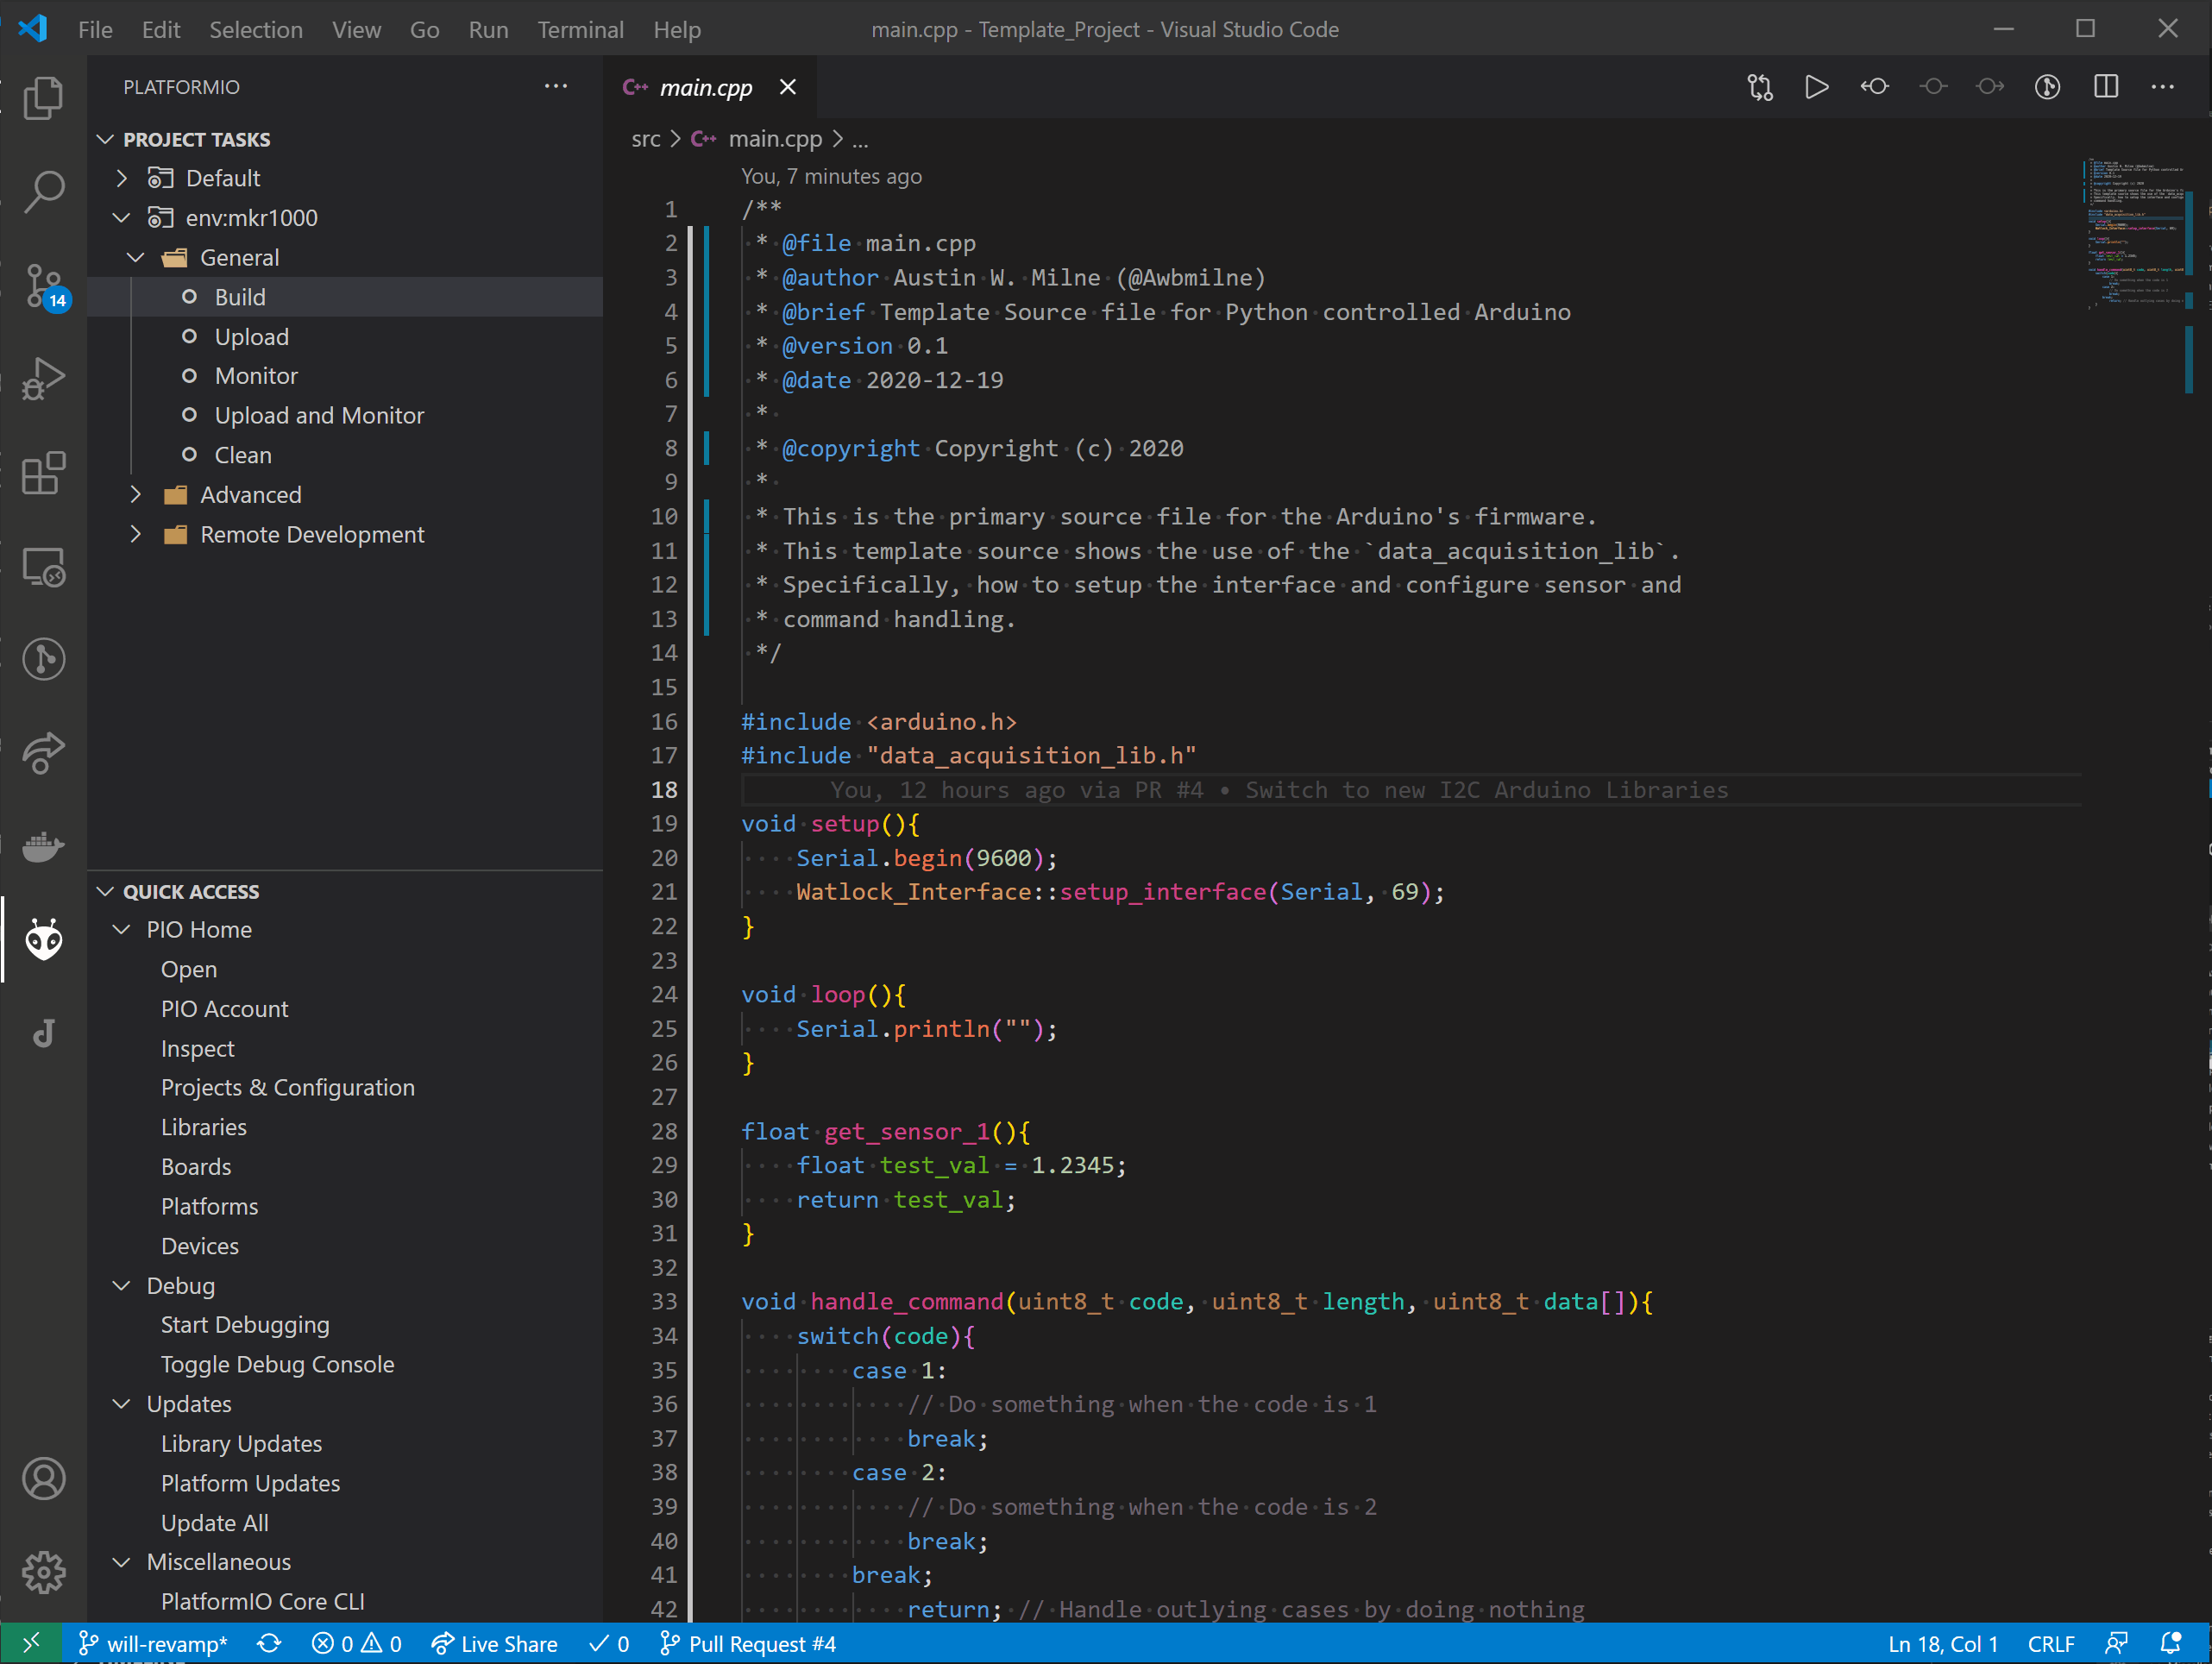 File Edit Selection View Go Run Terminal Help main.cpp - Template_Project - Visual Studio Code
PLATFORMIO
PROJECT TASKS
Default
env:mkr1000
General
Build
Upload
Monitor
Upload and Monitor
Clean
Advanced
Remote Development
14
QUICK ACCESS
PIO Home
Open
PIO Account
Inspect
Projects & Configuration
Libraries
Boards
Platforms
Devices
Debug
Start Debugging
Toggle Debug Console
Updates
Library Updates
Platform Updates
Update All
Miscellaneous
PlatformIO Core CLI
C++ main.cpp
src > C++ main.cpp > ...
You, 7 minutes ago
1 /**
2 * @file main.cpp
3 * @author Austin W. Milne (@Awbmilne)
4 * @brief Template Source file for Python controlled Arduino
5 * @version 0.1
6 * @date 2020-12-19
7 *
8 * @copyright Copyright (c) 2020
9 *
10 * This is the primary source file for the Arduino's firmware.
11 * This template source shows the use of the `data_acquisition_lib`.
12 * Specifically, how to setup the interface and configure sensor and
13 * command handling.
14 */
15
16 #include <arduino.h>
17 #include "data_acquisition_lib.h"
18 You, 12 hours ago via PR #4 • Switch to new I2C Arduino Libraries
19 void setup(){
20 Serial.begin(9600);
21 Watlock_Interface::setup_interface(Serial, 69);
22 }
23
24 void loop(){
25 Serial.println("");
26 }
27
28 float get_sensor_1(){
29 float test_val = 1.2345;
30 return test_val;
31 }
32
33 void handle_command(uint8_t code, uint8_t length, uint8_t data[]){
34 switch(code){
35 case 1:
36 // Do something when the code is 1
37 break;
38 case 2:
39 // Do something when the code is 2
40 break;
41 break;
42 return; // Handle outlying cases by doing nothing
will-revamp* 0 0 Live Share 0 Pull Request #4 Ln 18, Col 1 CRLF